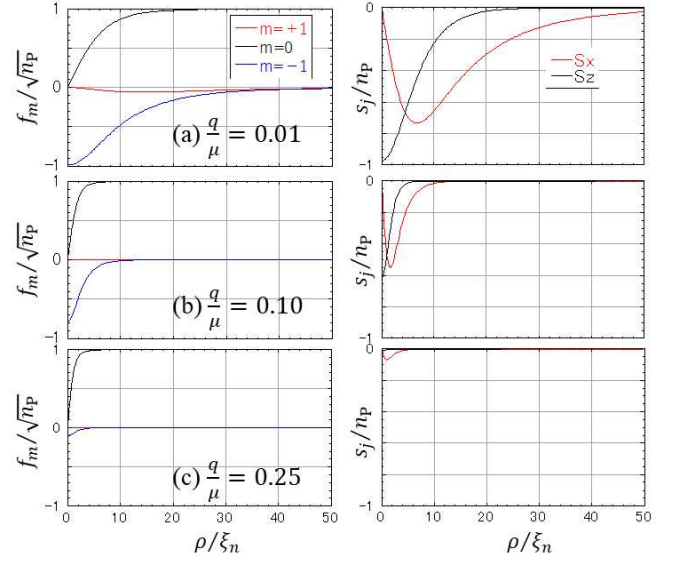 1
0
−1
f_m/√n_P
m=+1
m=0
m=−1
(a) q/μ = 0.01
0
−1
s_j/n_P
Sx
Sz
1
0
−1
f_m/√n_P
(b) q/μ = 0.10
0
−1
s_j/n_P
1
0
−1
f_m/√n_P
(c) q/μ = 0.25
0
−1
s_j/n_P
0 10 20 30 40 50
ρ/ξ_n
0 10 20 30 40 50
ρ/ξ_n